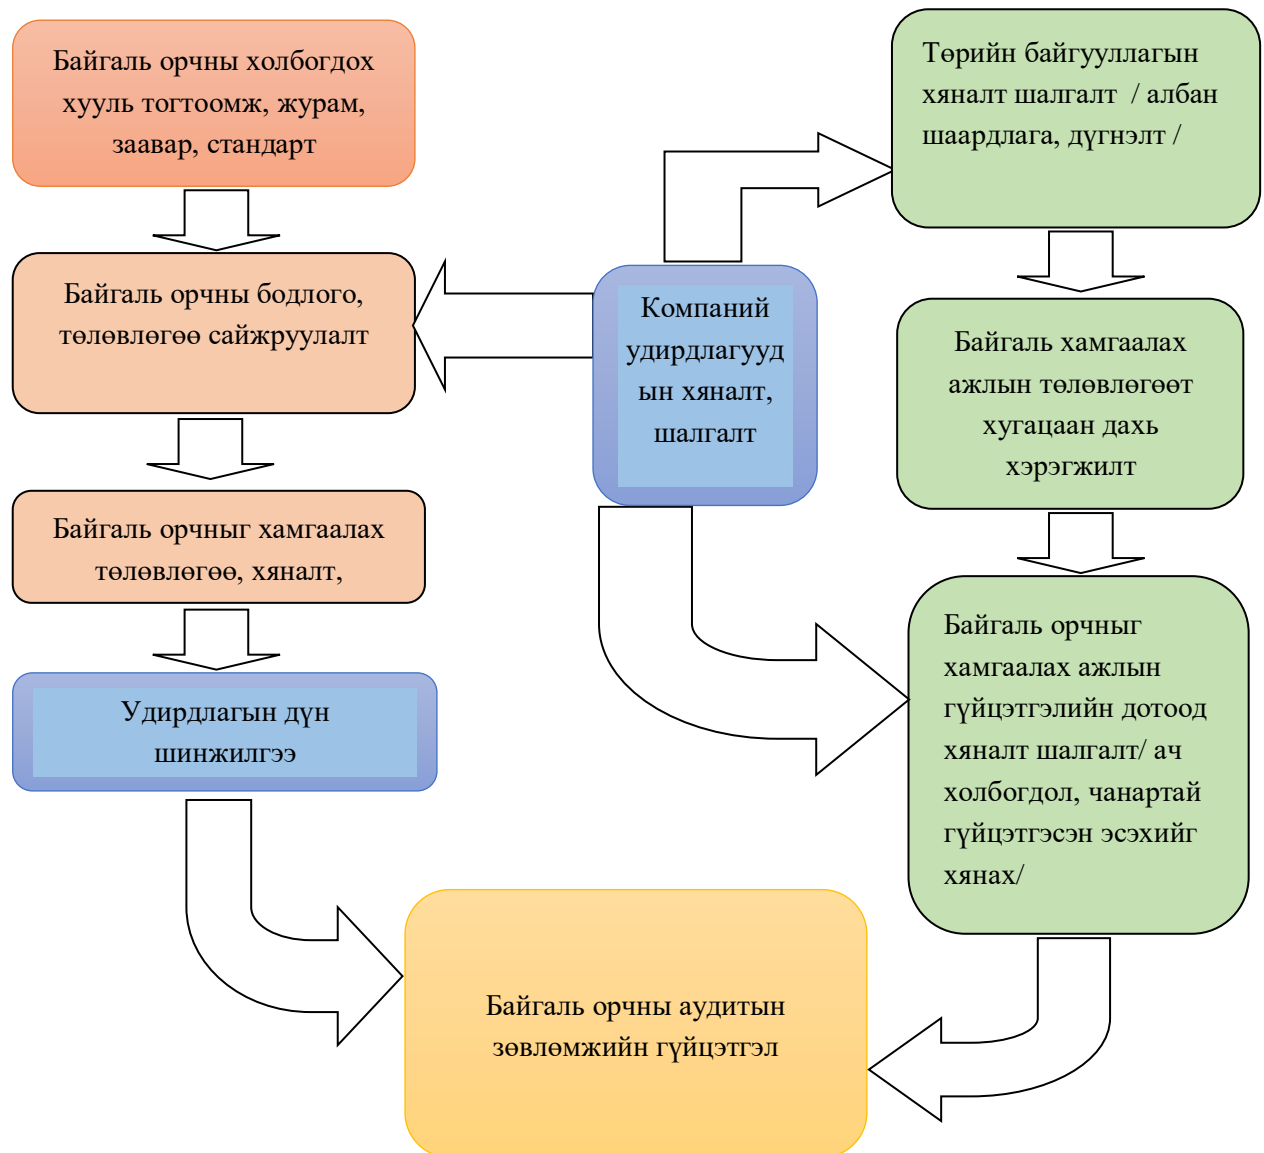 Байгаль орчны холбогдох
хууль тогтоомж, журам,
заавар, стандарт
Байгаль орчны бодлого,
төлөвлөгөө сайжруулалт
Байгаль орчныг хамгаалах
төлөвлөгөө, хяналт,
Удирдлагын дүн
шинжилгээ
Компаний
удирдлагууд
ын хяналт,
шалгалт
Төрийн байгууллагын
хяналт шалгалт / албан
шаардлага, дүгнэлт /
Байгаль хамгаалах
ажлын төлөвлөгөөт
хугацаан дахь
хэрэгжилт
Байгаль орчныг
хамгаалах ажлын
гүйцэтгэлийн дотоод
хяналт шалгалт/ ач
холбогдол, чанартай
гүйцэтгэсэн эсэхийг
хянах/
Байгаль орчны аудитын
зөвлөмжийн гүйцэтгэл